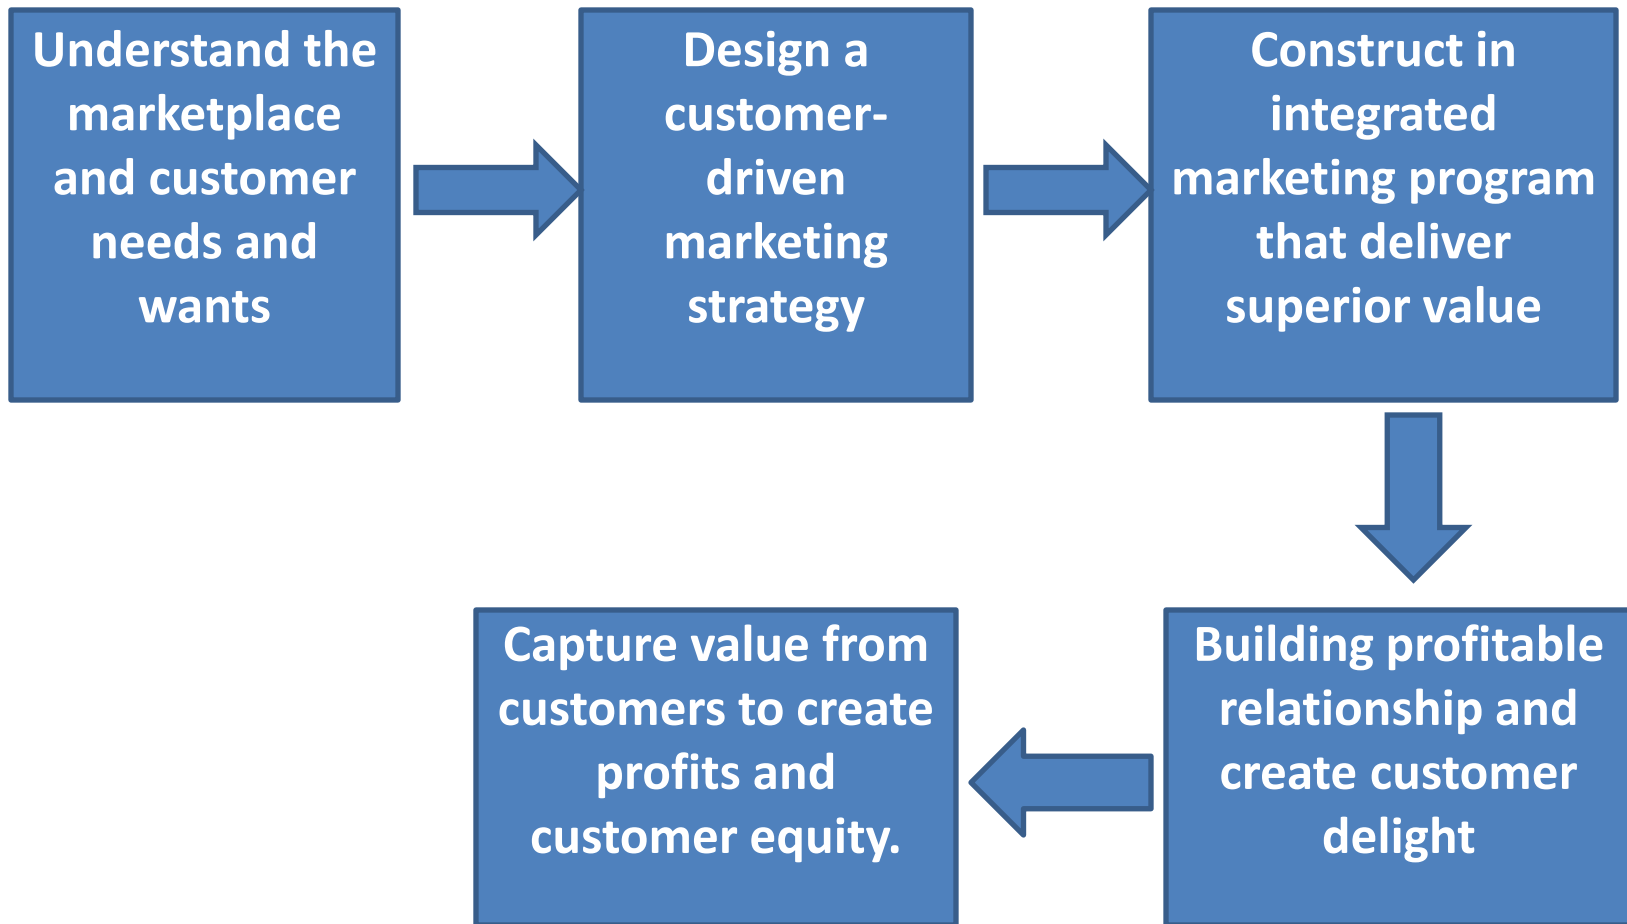 Understand the
marketplace
and customer
needs and
wants
Design a
customer-
driven
marketing
strategy
Construct in
integrated
marketing program
that deliver
superior value
Building profitable
relationship and
create customer
delight
Capture value from
customers to create
profits and
customer equity.